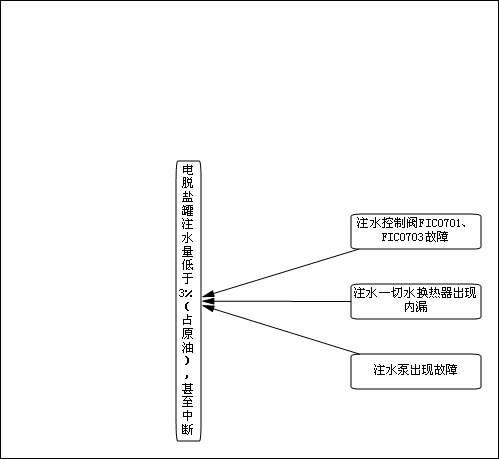 电脱盐罐注水量低于3%(占原油),甚至中断
注水控制阀FIC0701、
FIC0703故障
注水一切水换热器出现
内漏
注水泵出现故障